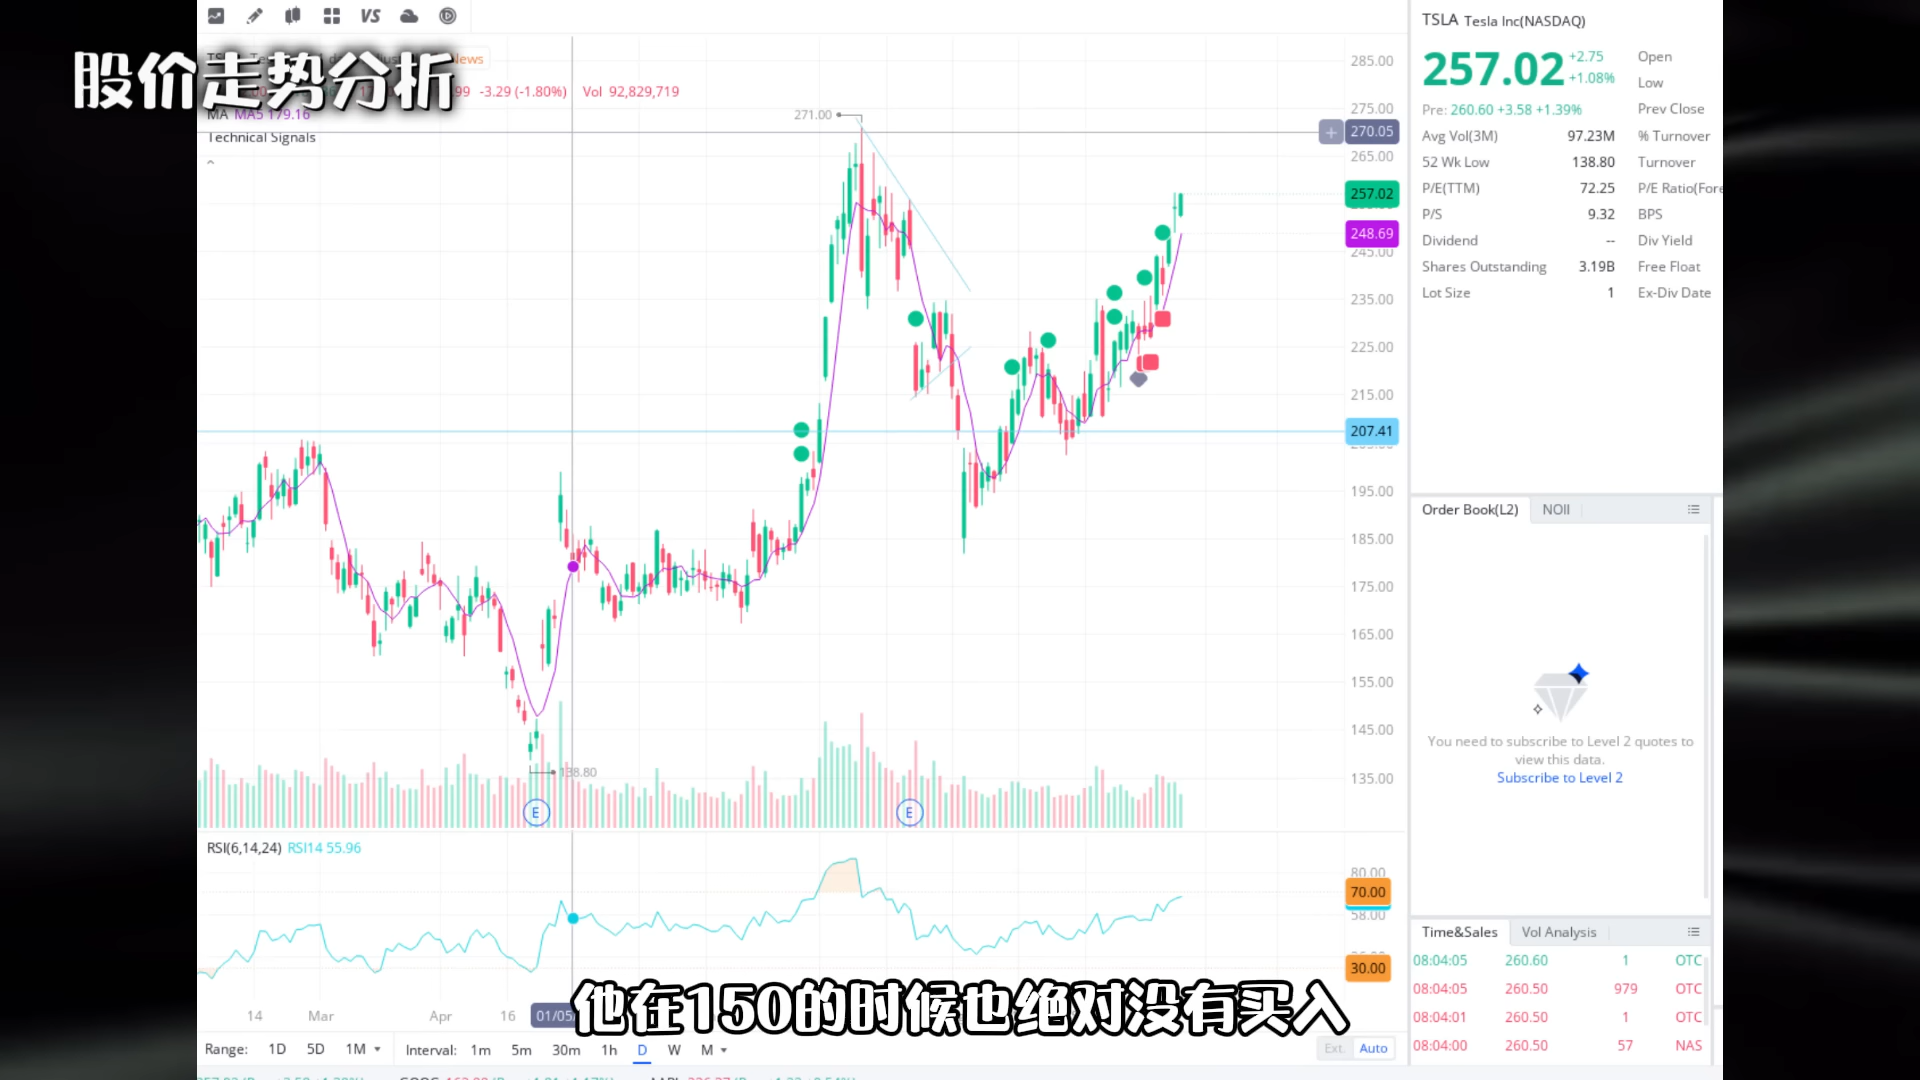 VS
TSLA Tesla Inc(NASDAQ)
股价走势分析
News
99 -3.29 (-1.80%) Vol 92,829,719
MA MA5 179.16
Technical Signals
271.00
138.80
E
E
285.00
275.00
270.05
265.00
257.02
248.69
245.00
235.00
225.00
215.00
207.41
195.00
185.00
175.00
165.00
155.00
145.00
135.00
RSI(6,14,24) RSI14 55.96
80.00
70.00
58.00
30.00
14 Mar Apr 16 01/05
他在150的时候也绝对没有买入
Range: 1D 5D 1M Interval: 1m 5m 30m 1h D W M
Ext. Auto
257.02
+2.75
+1.08%
Open
Low
Pre: 260.60 +3.58 +1.39% Prev Close
Avg Vol(3M) 97.23M % Turnover
52 Wk Low 138.80 Turnover
P/E(TTM) 72.25 P/E Ratio(Fore
P/S 9.32 BPS
Dividend -- Div Yield
Shares Outstanding 3.19B Free Float
Lot Size 1 Ex-Div Date
Order Book(L2) NOII
You need to subscribe to Level 2 quotes to
view this data.
Subscribe to Level 2
Time&Sales Vol Analysis
08:04:05 260.60 1 OTC
08:04:05 260.50 979 OTC
08:04:01 260.50 1 OTC
08:04:00 260.50 57 NAS